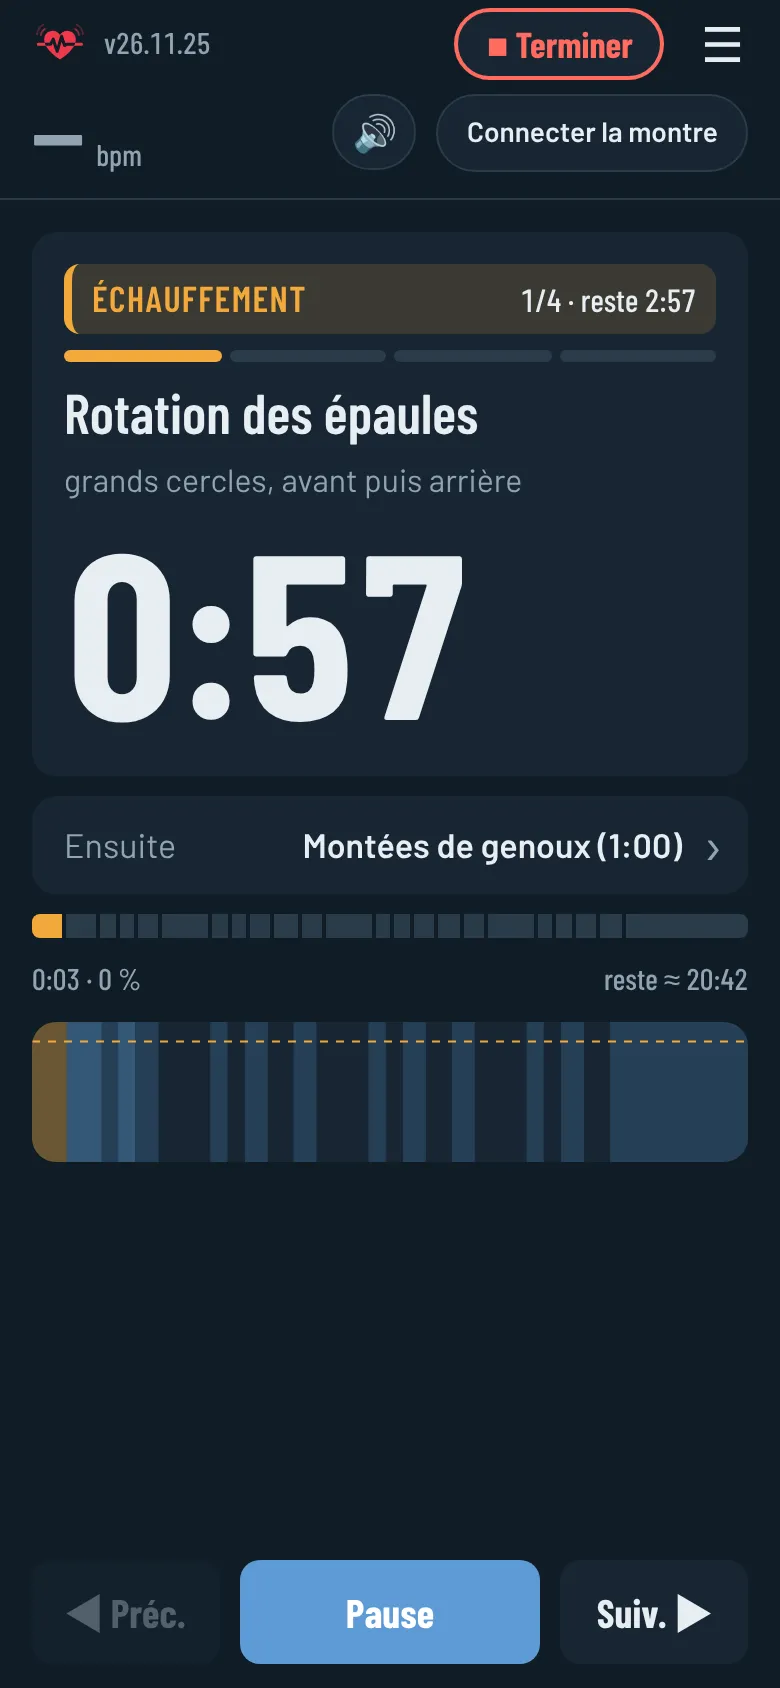 v26.11.25
■ Terminer
— bpm
Connecter la montre
ÉCHAUFFEMENT
1/4 · reste 2:57
Rotation des épaules
grands cercles, avant puis arrière
0:57
Ensuite
Montées de genoux (1:00) ›
0:03 · 0 %
reste ≈ 20:42
◀ Préc.
Pause
Suiv. ▶